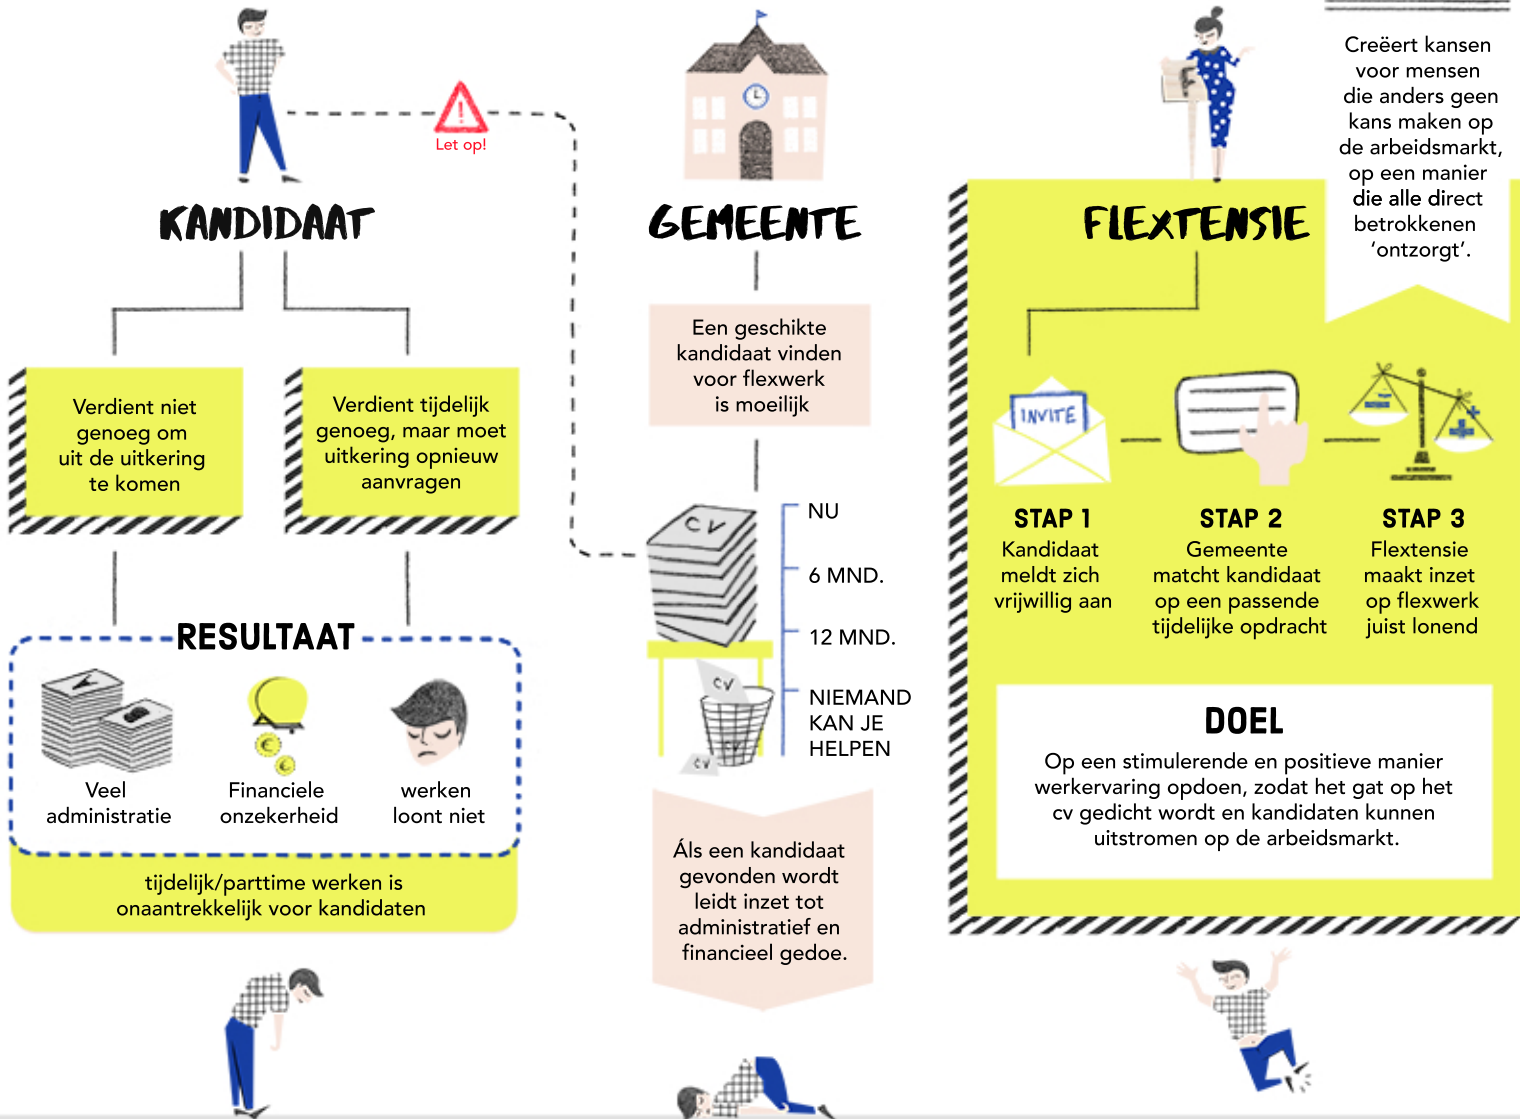 Let op!
KANDIDAAT
Verdient niet
genoeg om
uit de uitkering
te komen
Verdient tijdelijk
genoeg, maar moet
uitkering opnieuw
aanvragen
RESULTAAT
A
B
Veel
administratie
€
€
Financiele
onzekerheid
werken
loont niet
tijdelijk/parttime werken is
onaantrekkelijk voor kandidaten
GEMEENTE
Een geschikte
kandidaat vinden
voor flexwerk
is moeilijk
CV
NU
6 MND.
12 MND.
NIEMAND
KAN JE
HELPEN
CV
CV
CV
Áls een kandidaat
gevonden wordt
leidt inzet tot
administratief en
financieel gedoe.
F
FLEXTENSIE
Creëert kansen
voor mensen
die anders geen
kans maken op
de arbeidsmarkt,
op een manier
die alle direct
betrokkenen
‘ontzorgt’.
INVITE
STAP 1
Kandidaat
meldt zich
vrijwillig aan
STAP 2
Gemeente
matcht kandidaat
op een passende
tijdelijke opdracht
STAP 3
Flextensie
maakt inzet
op flexwerk
juist lonend
DOEL
Op een stimulerende en positieve manier
werkervaring opdoen, zodat het gat op het
cv gedicht wordt en kandidaten kunnen
uitstromen op de arbeidsmarkt.